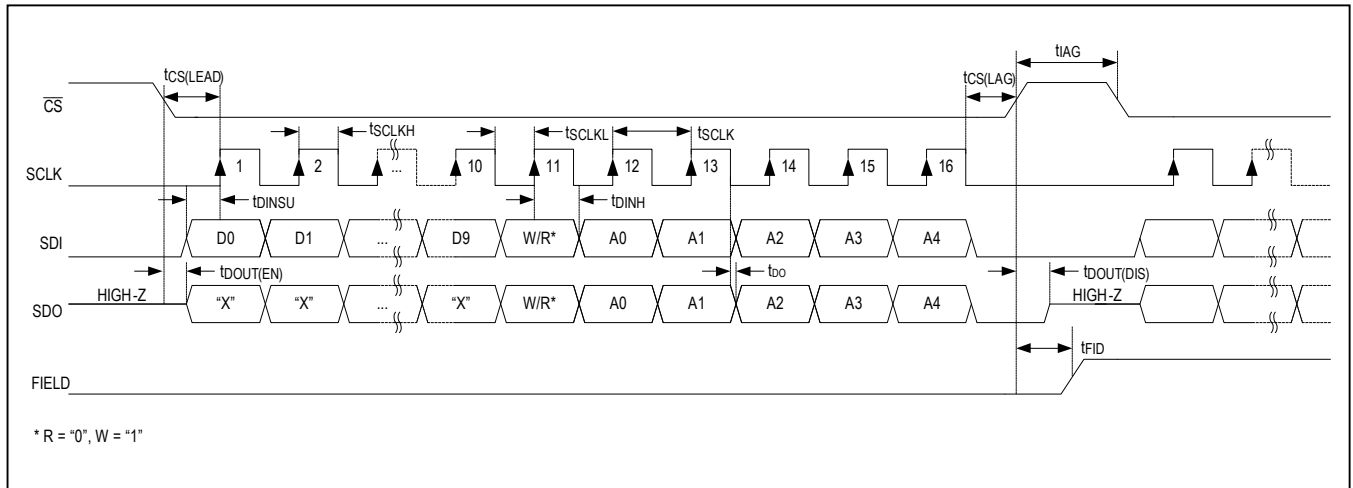 tIAG
tCS(LEAD) tCS(LAG)
CS
tSCLKH tSCLKL tSCLK
1 2 ... 10 11 12 13 14 15 16
SCLK
tDINSU tDINH
SDI D0 D1 ... D9 W/R* A0 A1 A2 A3 A4
tDOUT(EN) tDO tDOUT(DIS)
HIGH-Z HIGH-Z
SDO "X" "X" ... "X" W/R* A0 A1 A2 A3 A4
tFID
FIELD
* R = "0", W = "1"